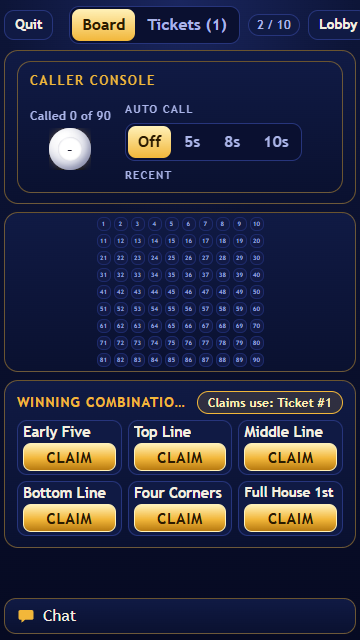 Quit Board Tickets (1) 2 / 10 Lobby
CALLER CONSOLE
Called 0 of 90
-
AUTO CALL
Off 5s 8s 10s
RECENT
1 2 3 4 5 6 7 8 9 10
11 12 13 14 15 16 17 18 19 20
21 22 23 24 25 26 27 28 29 30
31 32 33 34 35 36 37 38 39 40
41 42 43 44 45 46 47 48 49 50
51 52 53 54 55 56 57 58 59 60
61 62 63 64 65 66 67 68 69 70
71 72 73 74 75 76 77 78 79 80
81 82 83 84 85 86 87 88 89 90
WINNING COMBINATIO... Claims use: Ticket #1
Early Five Top Line Middle Line
CLAIM CLAIM CLAIM
Bottom Line Four Corners Full House 1st
CLAIM CLAIM CLAIM
Chat